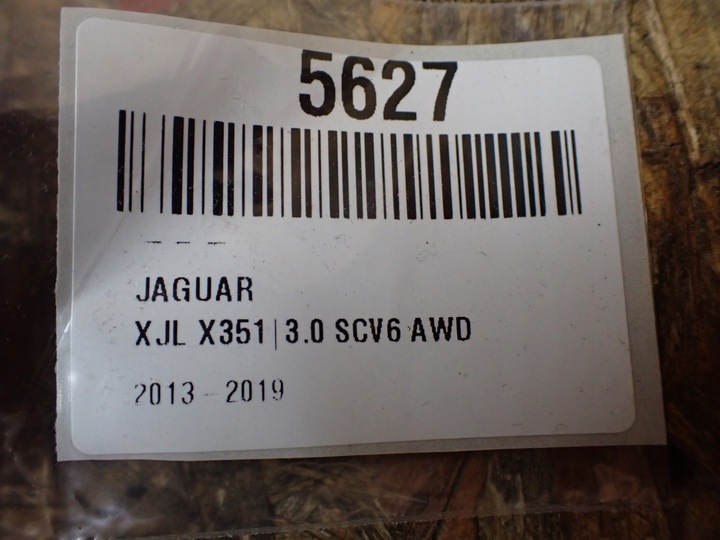 5627
- - -
JAGUAR
XJL X351|3.0 SCV6 AWD
2013 - 2019